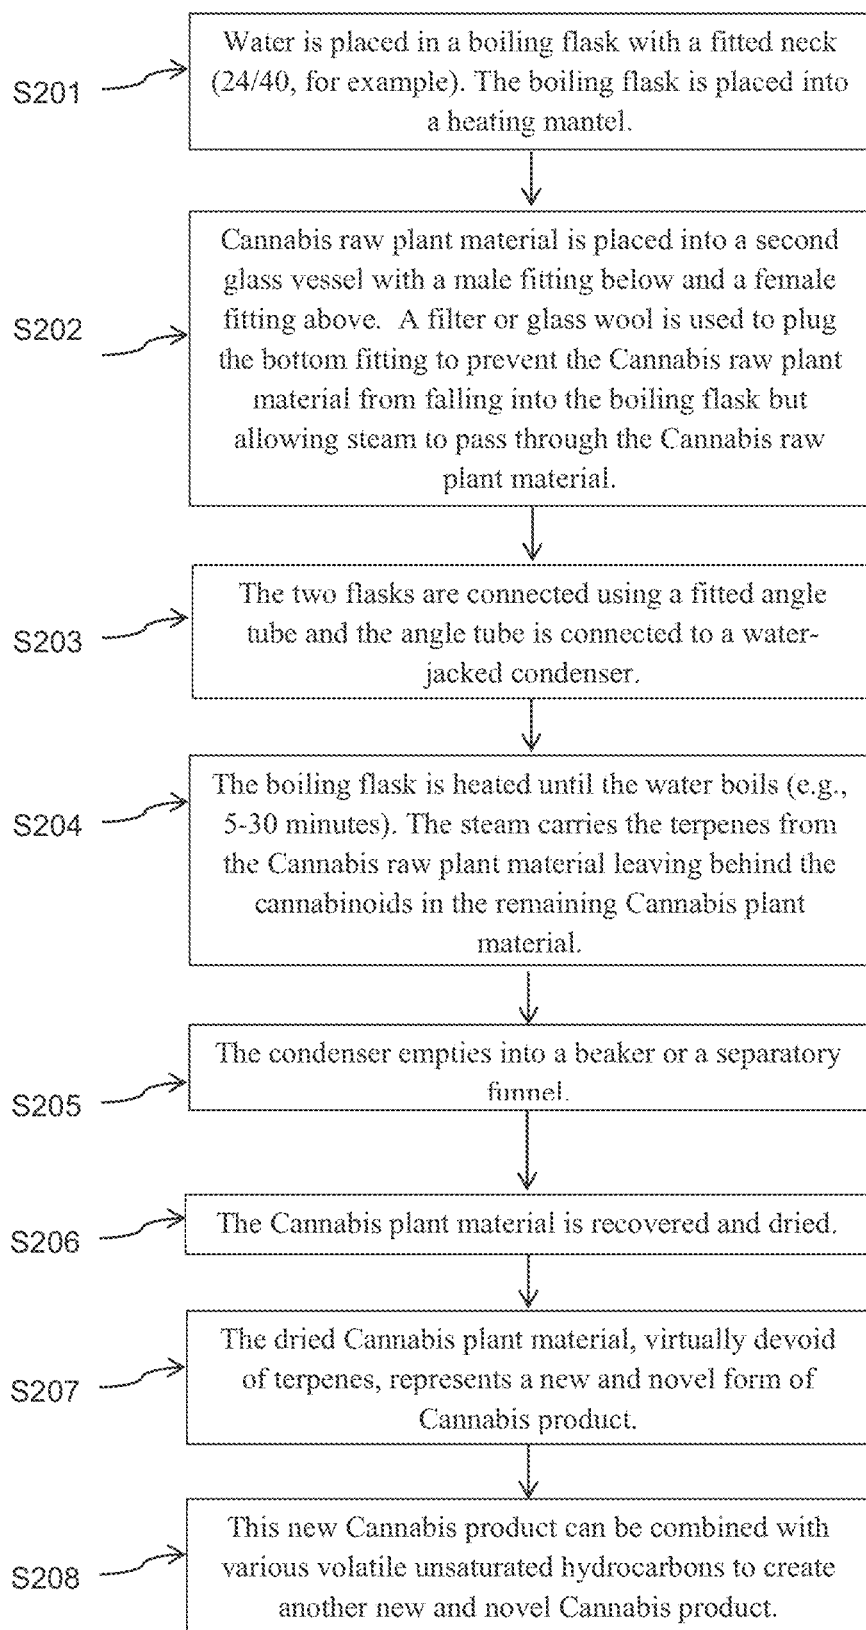 S201
Water is placed in a boiling flask with a fitted neck
(24/40, for example). The boiling flask is placed into
a heating mantel.
S202
Cannabis raw plant material is placed into a second
glass vessel with a male fitting below and a female
fitting above. A filter or glass wool is used to plug
the bottom fitting to prevent the Cannabis raw plant
material from falling into the boiling flask but
allowing steam to pass through the Cannabis raw
plant material.
S203
The two flasks are connected using a fitted angle
tube and the angle tube is connected to a water-
jacked condenser.
S204
The boiling flask is heated until the water boils (e.g.,
5-30 minutes). The steam carries the terpenes from
the Cannabis raw plant material leaving behind the
cannabinoids in the remaining Cannabis plant
material.
S205
The condenser empties into a beaker or a separatory
funnel.
S206
The Cannabis plant material is recovered and dried.
S207
The dried Cannabis plant material, virtually devoid
of terpenes, represents a new and novel form of
Cannabis product.
S208
This new Cannabis product can be combined with
various volatile unsaturated hydrocarbons to create
another new and novel Cannabis product.